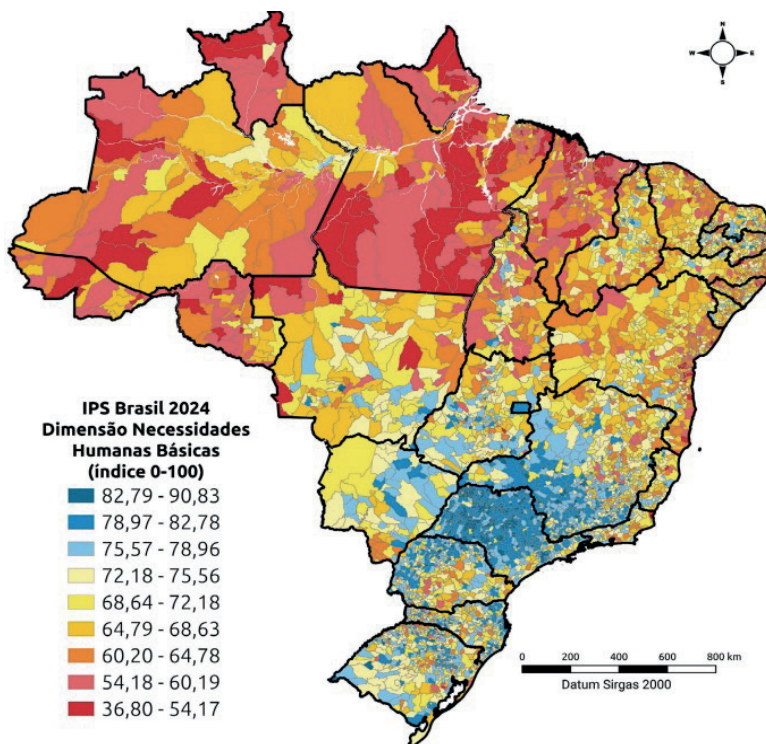 N
W E
S
IPS Brasil 2024
Dimensão Necessidades
Humanas Básicas
(índice 0-100)
82,79 - 90,83
78,97 - 82,78
75,57 - 78,96
72,18 - 75,56
68,64 - 72,18
64,79 - 68,63
60,20 - 64,78
54,18 - 60,19
36,80 - 54,17
0 200 400 600 800 km
Datum Sirgas 2000